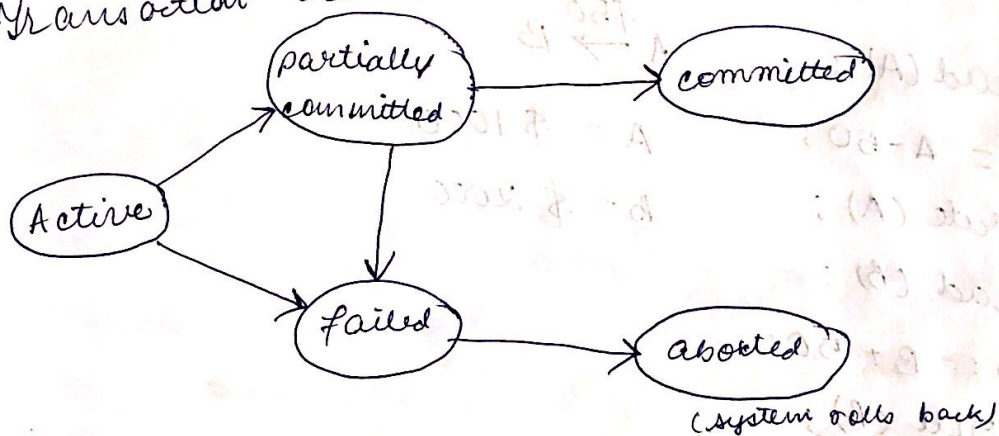 Transaction
partially
committed
committed
Active
failed
aborted
(system rolls back)